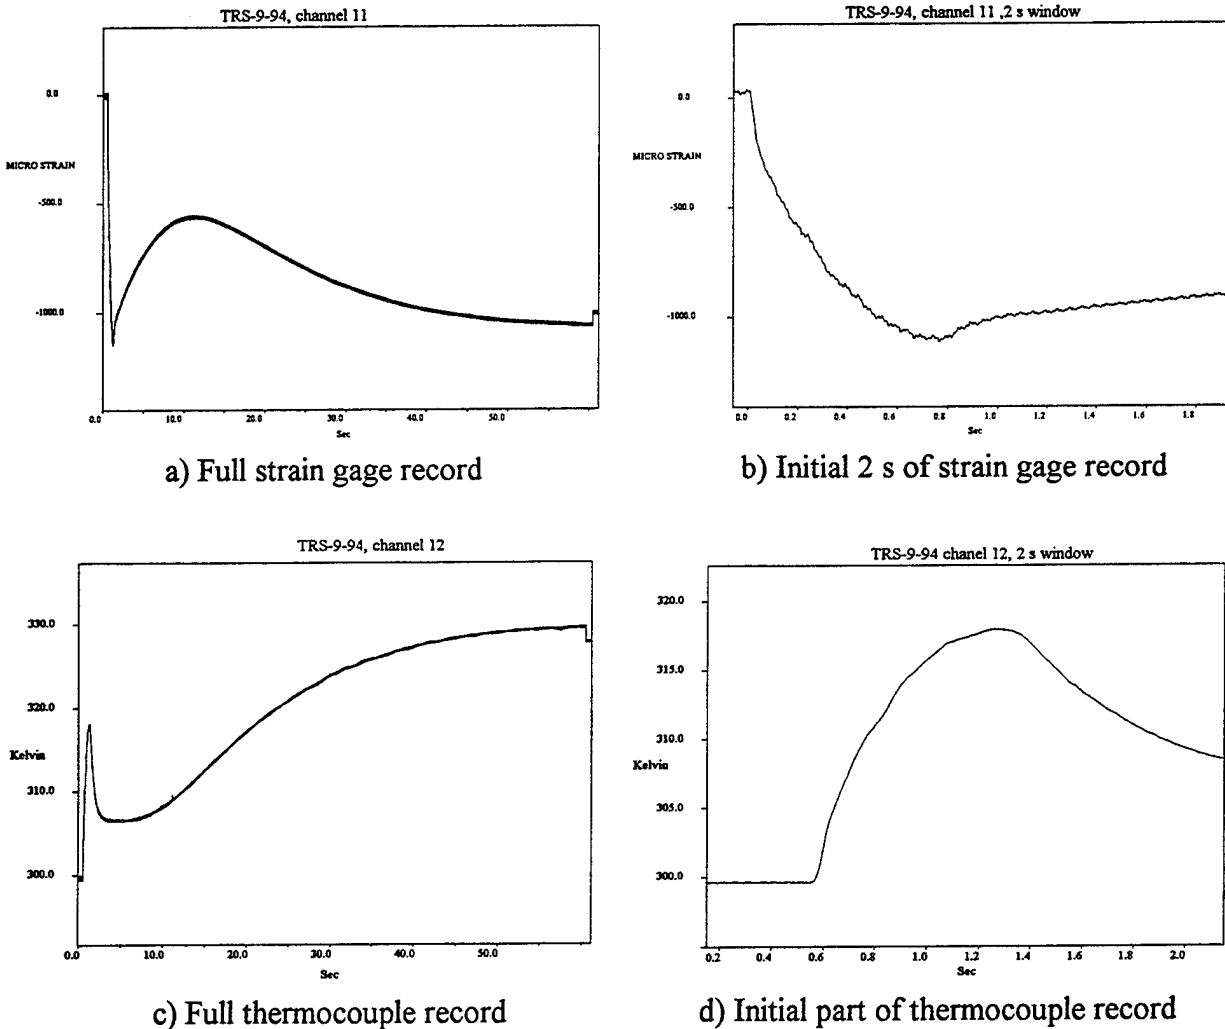 TRS-9-94, channel 11
0.0
MICRO STRAIN
-500.0
-1000.0
0.0 10.0 20.0 30.0 40.0 50.0
Sec
a) Full strain gage record
TRS-9-94, channel 11 ,2 s window
0.0
MICRO STRAIN
-500.0
-1000.0
0.0 0.2 0.4 0.6 0.8 1.0 1.2 1.4 1.6 1.8
Sec
b) Initial 2 s of strain gage record
TRS-9-94, channel 12
330.0
320.0
Kelvin
310.0
300.0
0.0 10.0 20.0 30.0 40.0 50.0
Sec
c) Full thermocouple record
TRS-9-94 chanel 12, 2 s window
320.0
315.0
310.0
Kelvin
305.0
300.0
0.2 0.4 0.6 0.8 1.0 1.2 1.4 1.6 1.8 2.0
Sec
d) Initial part of thermocouple record